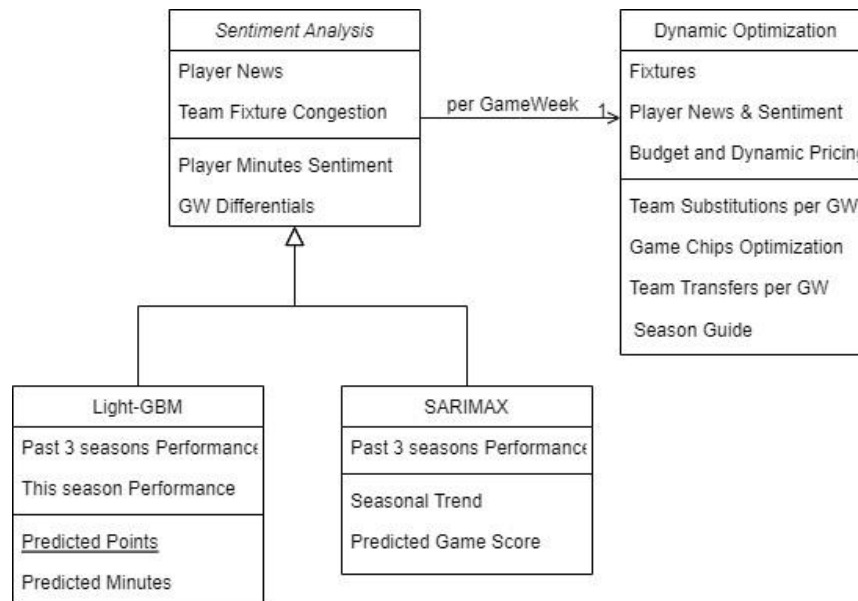 Sentiment Analysis
Player News
Team Fixture Congestion
Player Minutes Sentiment
GW Differentials
per GameWeek
1
Dynamic Optimization
Fixtures
Player News & Sentiment
Budget and Dynamic Pricing
Team Substitutions per GW
Game Chips Optimization
Team Transfers per GW
Season Guide
Light-GBM
Past 3 seasons Performance
This season Performance
Predicted Points
Predicted Minutes
SARIMAX
Past 3 seasons Performance
Seasonal Trend
Predicted Game Score